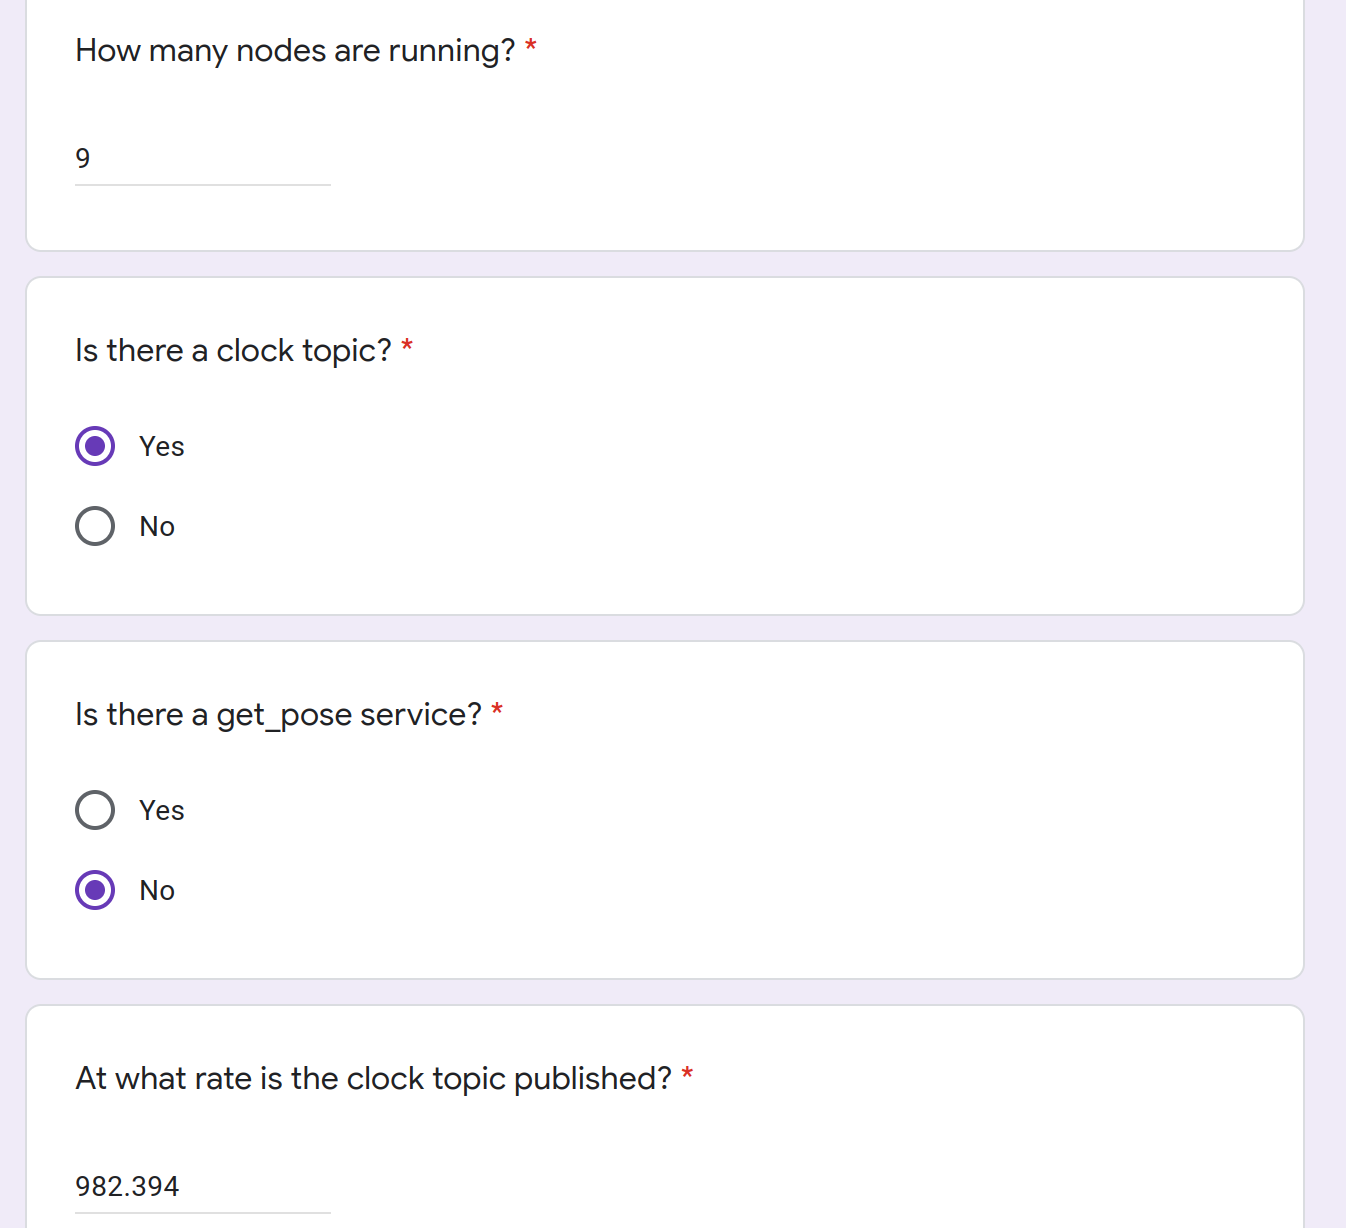 How many nodes are running? *
9
Is there a clock topic? *
Yes
No
Is there a get_pose service? *
Yes
No
At what rate is the clock topic published? *
982.394